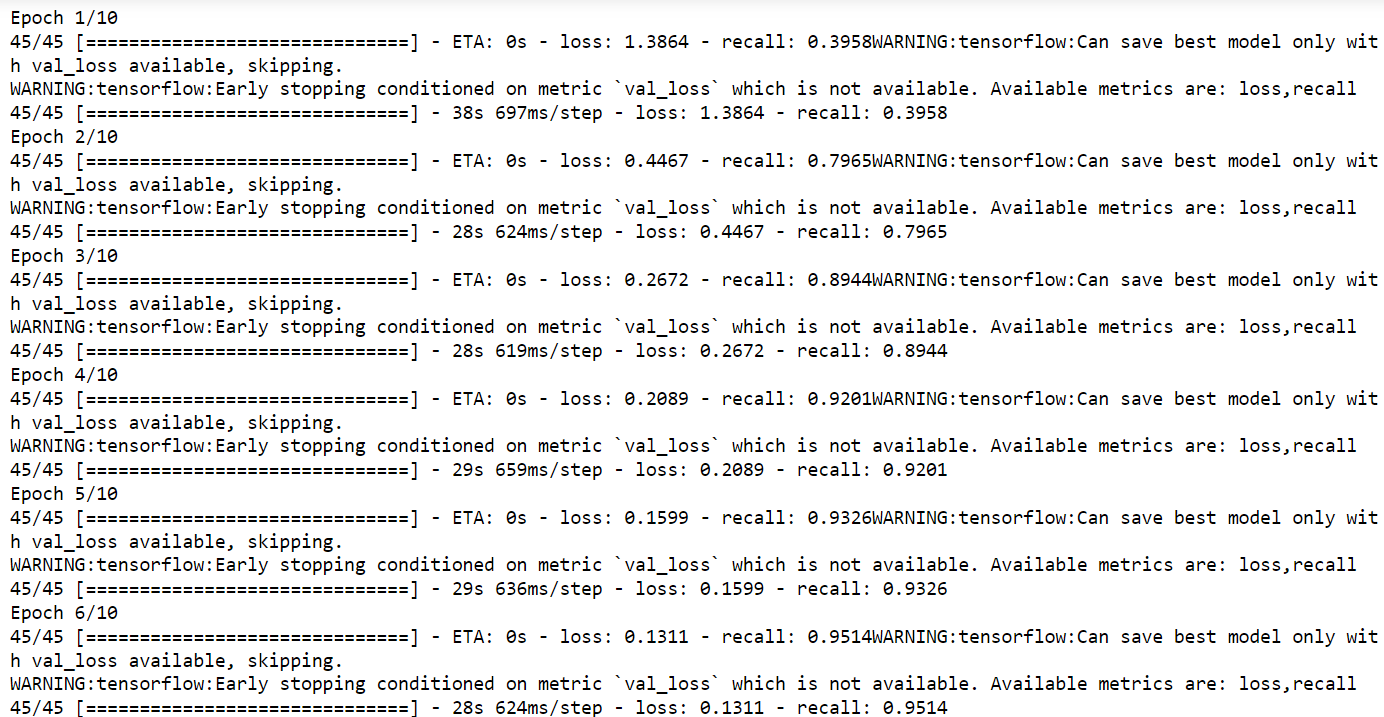 Epoch 1/10
45/45 [==============================] - ETA: 0s - loss: 1.3864 - recall: 0.3958WARNING:tensorflow:Can save best model only wit
h val_loss available, skipping.
WARNING:tensorflow:Early stopping conditioned on metric `val_loss` which is not available. Available metrics are: loss,recall
45/45 [==============================] - 38s 697ms/step - loss: 1.3864 - recall: 0.3958
Epoch 2/10
45/45 [==============================] - ETA: 0s - loss: 0.4467 - recall: 0.7965WARNING:tensorflow:Can save best model only wit
h val_loss available, skipping.
WARNING:tensorflow:Early stopping conditioned on metric `val_loss` which is not available. Available metrics are: loss,recall
45/45 [==============================] - 28s 624ms/step - loss: 0.4467 - recall: 0.7965
Epoch 3/10
45/45 [==============================] - ETA: 0s - loss: 0.2672 - recall: 0.8944WARNING:tensorflow:Can save best model only wit
h val_loss available, skipping.
WARNING:tensorflow:Early stopping conditioned on metric `val_loss` which is not available. Available metrics are: loss,recall
45/45 [==============================] - 28s 619ms/step - loss: 0.2672 - recall: 0.8944
Epoch 4/10
45/45 [==============================] - ETA: 0s - loss: 0.2089 - recall: 0.9201WARNING:tensorflow:Can save best model only wit
h val_loss available, skipping.
WARNING:tensorflow:Early stopping conditioned on metric `val_loss` which is not available. Available metrics are: loss,recall
45/45 [==============================] - 29s 659ms/step - loss: 0.2089 - recall: 0.9201
Epoch 5/10
45/45 [==============================] - ETA: 0s - loss: 0.1599 - recall: 0.9326WARNING:tensorflow:Can save best model only wit
h val_loss available, skipping.
WARNING:tensorflow:Early stopping conditioned on metric `val_loss` which is not available. Available metrics are: loss,recall
45/45 [==============================] - 29s 636ms/step - loss: 0.1599 - recall: 0.9326
Epoch 6/10
45/45 [==============================] - ETA: 0s - loss: 0.1311 - recall: 0.9514WARNING:tensorflow:Can save best model only wit
h val_loss available, skipping.
WARNING:tensorflow:Early stopping conditioned on metric `val_loss` which is not available. Available metrics are: loss,recall
45/45 [==============================] - 28s 624ms/step - loss: 0.1311 - recall: 0.9514